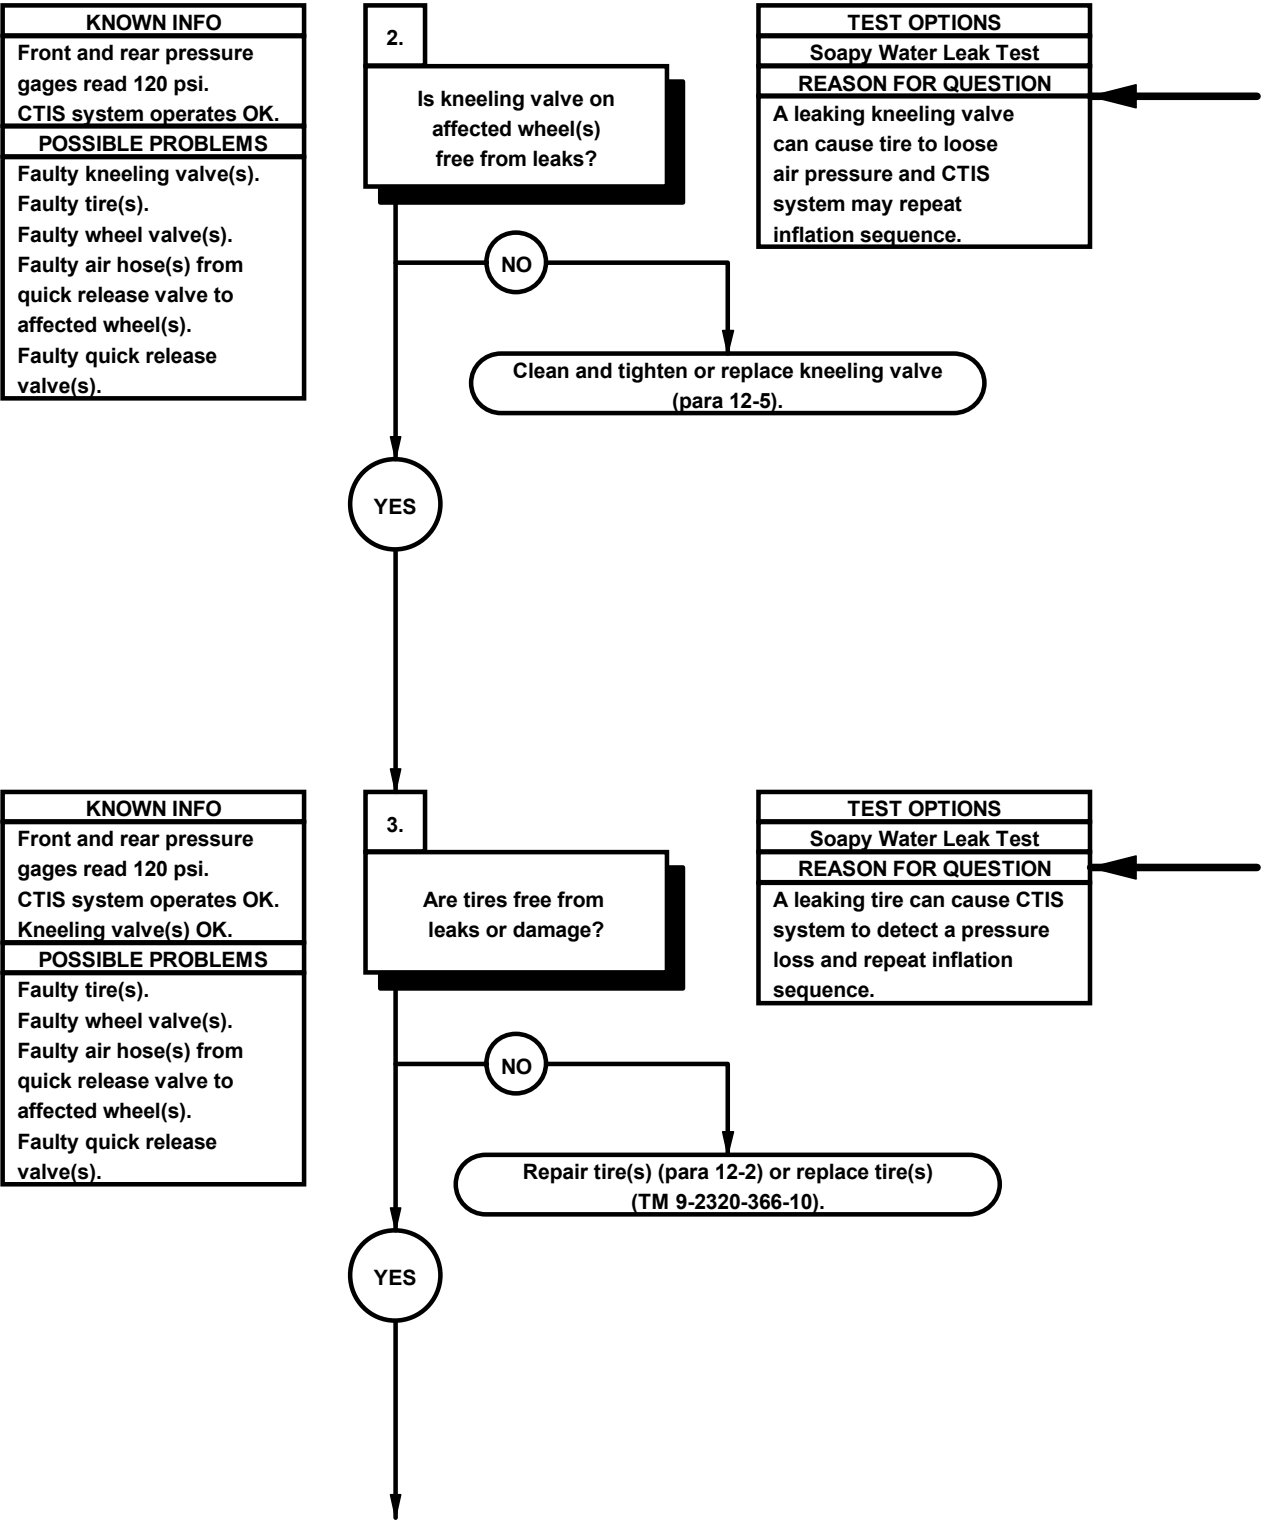 KNOWN INFO
Front and rear pressure
gages read 120 psi.
CTIS system operates OK.
POSSIBLE PROBLEMS
Faulty kneeling valve(s).
Faulty tire(s).
Faulty wheel valve(s).
Faulty air hose(s) from
quick release valve to
affected wheel(s).
Faulty quick release
valve(s).
2.
Is kneeling valve on
affected wheel(s)
free from leaks?
TEST OPTIONS
Soapy Water Leak Test
REASON FOR QUESTION
A leaking kneeling valve
can cause tire to loose
air pressure and CTIS
system may repeat
inflation sequence.
NO
Clean and tighten or replace kneeling valve
(para 12-5).
YES
KNOWN INFO
Front and rear pressure
gages read 120 psi.
CTIS system operates OK.
Kneeling valve(s) OK.
POSSIBLE PROBLEMS
Faulty tire(s).
Faulty wheel valve(s).
Faulty air hose(s) from
quick release valve to
affected wheel(s).
Faulty quick release
valve(s).
3.
Are tires free from
leaks or damage?
TEST OPTIONS
Soapy Water Leak Test
REASON FOR QUESTION
A leaking tire can cause CTIS
system to detect a pressure
loss and repeat inflation
sequence.
NO
Repair tire(s) (para 12-2) or replace tire(s)
(TM 9-2320-366-10).
YES